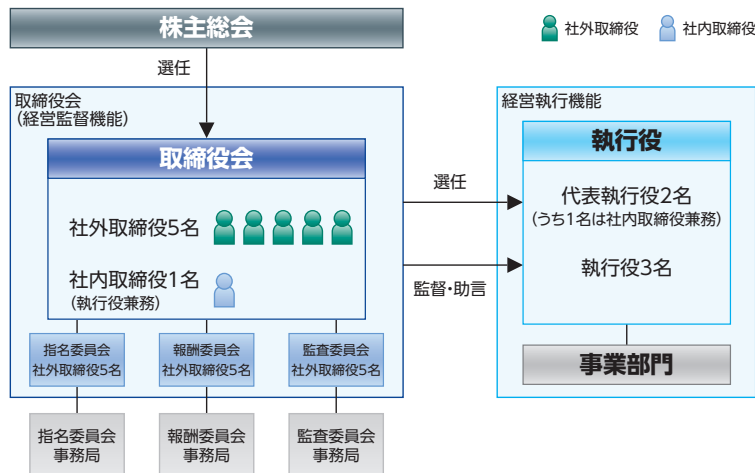 株主総会
社外取締役
社内取締役
選任
取締役会
(経営監督機能)
取締役会
社外取締役5名
社内取締役1名
(執行役兼務)
指名委員会
社外取締役5名
報酬委員会
社外取締役5名
監査委員会
社外取締役5名
指名委員会
事務局
報酬委員会
事務局
監査委員会
事務局
選任
監督・助言
経営執行機能
執行役
代表執行役2名
(うち1名は社内取締役兼務)
執行役3名
事業部門